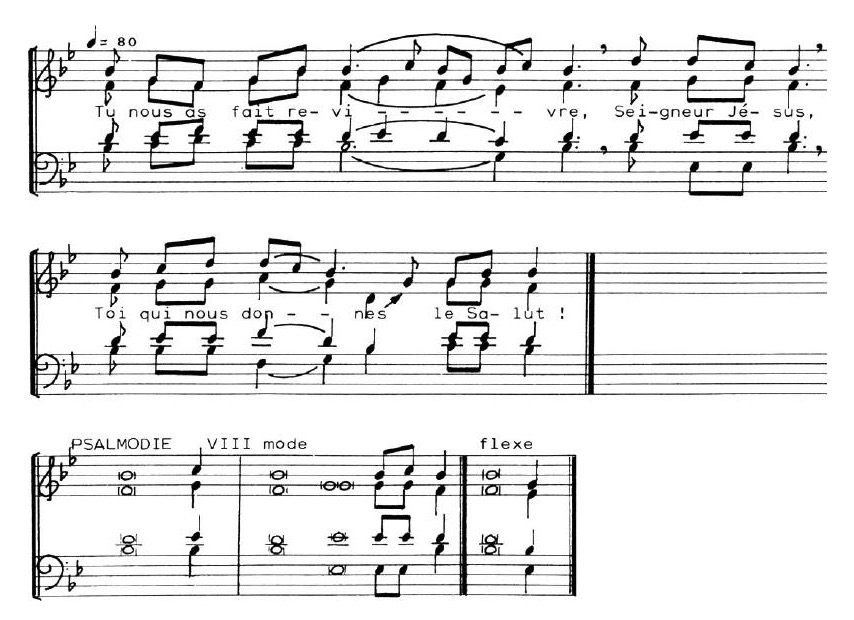 ♩= 80
Tu nous as fait re- vi - - - - - - vre, Sei-gneur Jé- sus,
Toi qui nous don - - nes le Sa- lut !
PSALMODIE VIII mode flexe